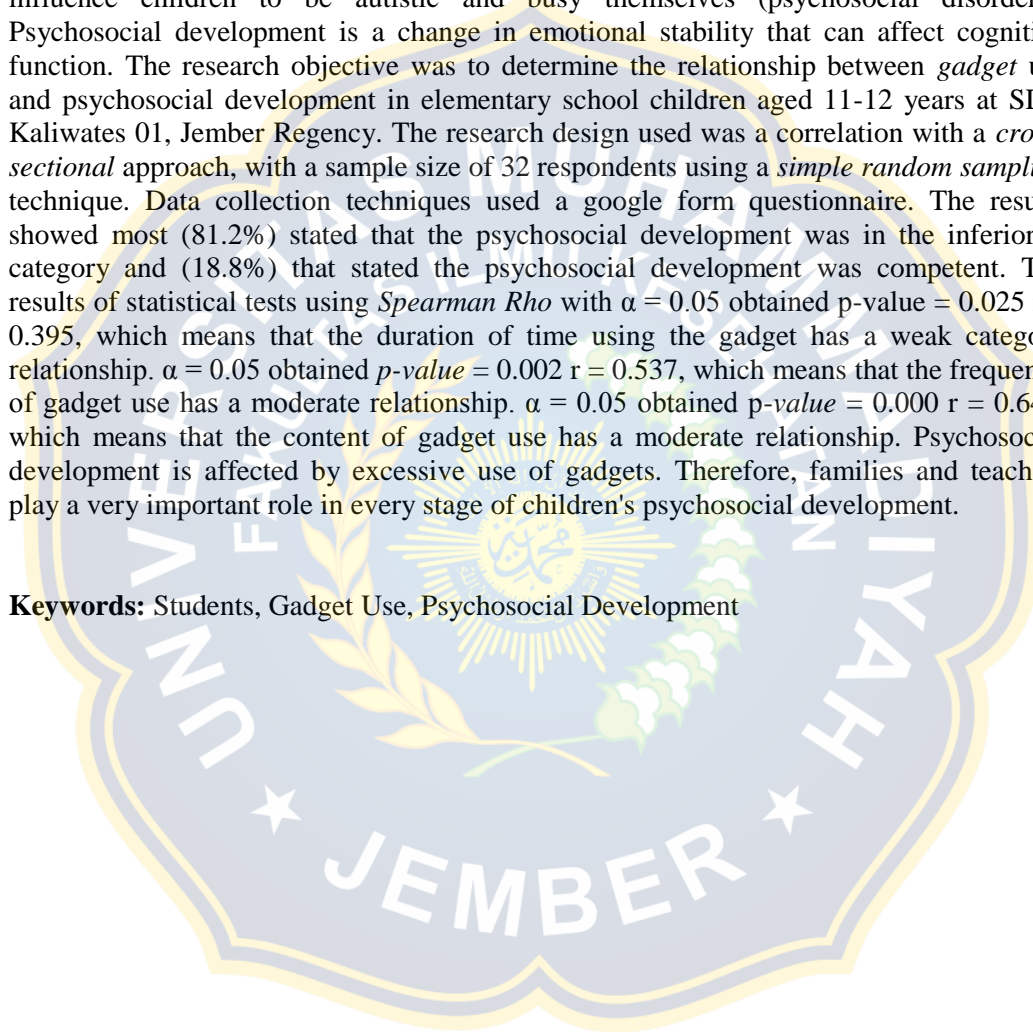 influence children to be autistic and busy themselves (psychosocial disorder
Psychosocial development is a change in emotional stability that can affect cogniti
function. The research objective was to determine the relationship between gadget u
and psychosocial development in elementary school children aged 11-12 years at SD
Kaliwates 01, Jember Regency. The research design used was a correlation with a cro
sectional approach, with a sample size of 32 respondents using a simple random sampli
technique. Data collection techniques used a google form questionnaire. The resu
showed most (81.2%) stated that the psychosocial development was in the inferior
category and (18.8%) that stated the psychosocial development was competent. T
results of statistical tests using Spearman Rho with α = 0.05 obtained p-value = 0.025
0.395, which means that the duration of time using the gadget has a weak catego
relationship. α = 0.05 obtained p-value = 0.002 r = 0.537, which means that the frequen
of gadget use has a moderate relationship. α = 0.05 obtained p-value = 0.000 r = 0.64
which means that the content of gadget use has a moderate relationship. Psychosoc
development is affected by excessive use of gadgets. Therefore, families and teach
play a very important role in every stage of children's psychosocial development.
Keywords: Students, Gadget Use, Psychosocial Development
UNIVERSITAS MUHAMMADIYAH
FAKULTAS ILMU KESEHATAN
JEMBER